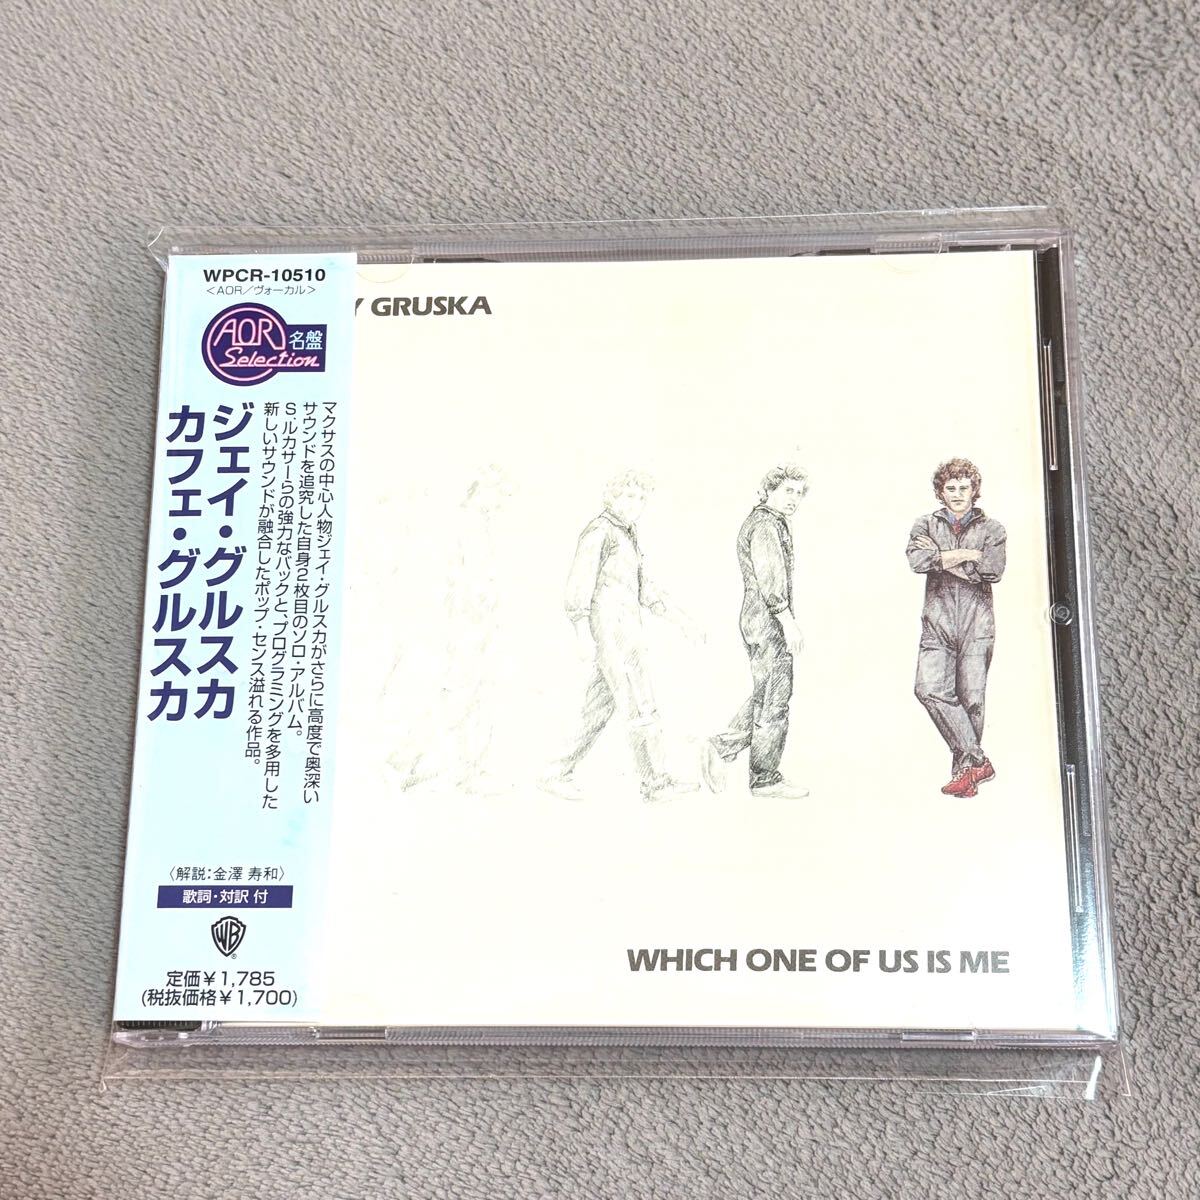 WPCR-10510
<AOR/ヴォーカル>
AOR
Selection
名盤
ジェイ・グルスカ
カフェ・グルスカ
マクサスの中心人物ジェイ・グルスカがさらに高度で奥深い
サウンドを追究した自身2枚目のソロ・アルバム。
S・ルカサーらの強力なバックと、プログラミングを多用した
新しいサウンドが融合したポップ・センス溢れる作品。
〈解説:金澤 寿和〉
歌詞・対訳 付
WB
定価¥1,785
(税抜価格¥1,700)
Y GRUSKA
WHICH ONE OF US IS ME